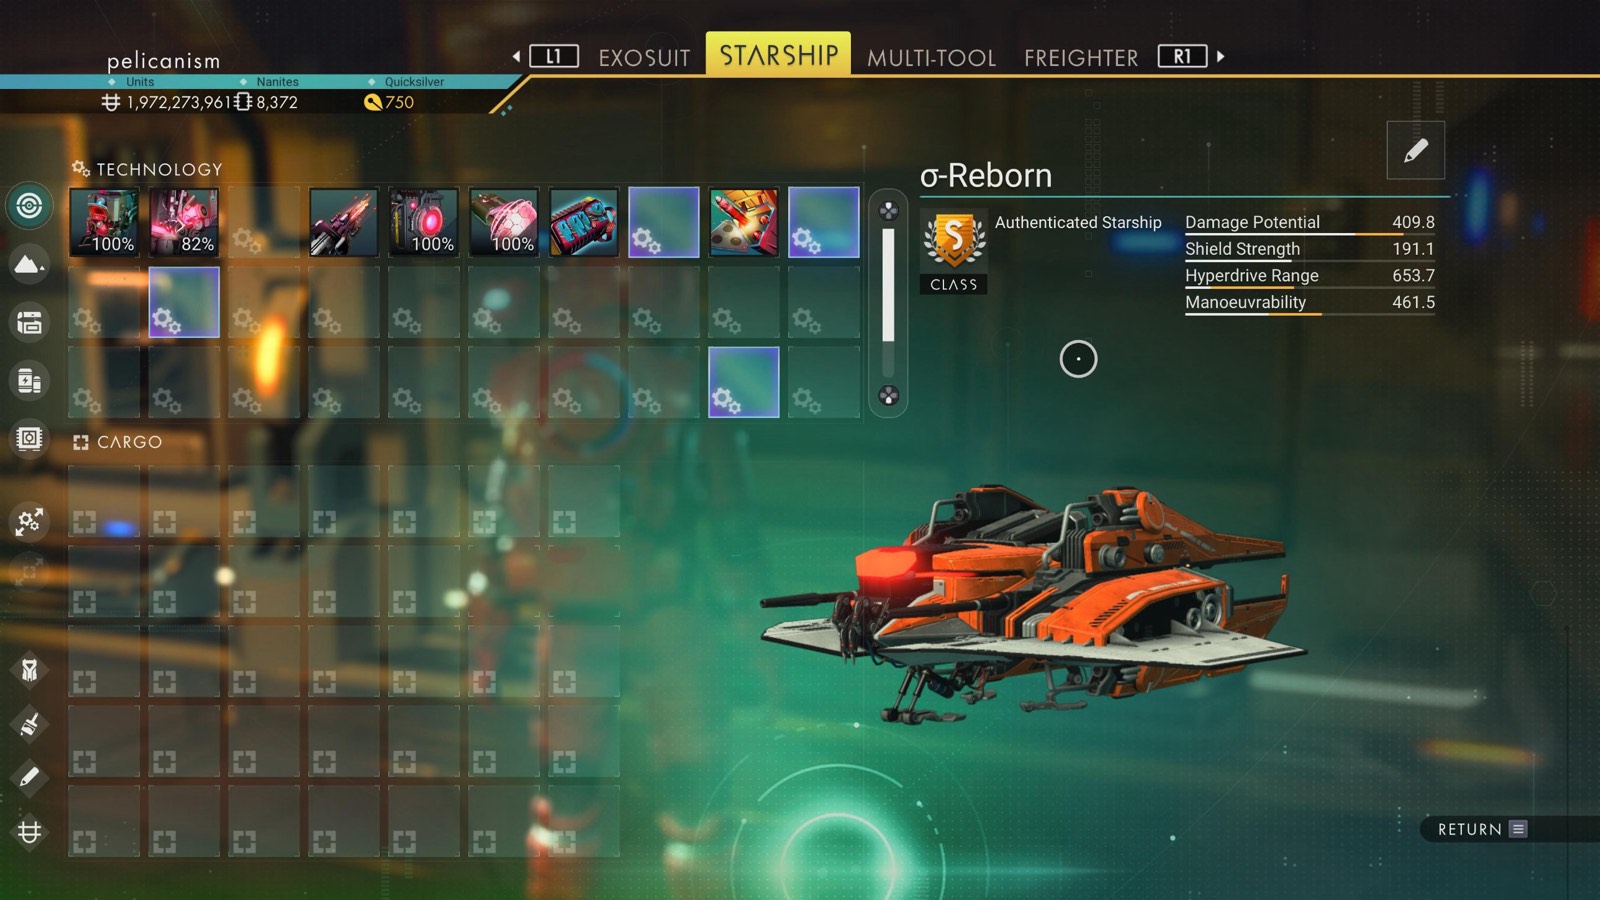 pelicanism
L1 EXOSUIT STARSHIP MULTI-TOOL FREIGHTER R1
Units Nanites Quicksilver
1,972,273,961 8,372 750
TECHNOLOGY
100% 82% 100% 100%
CARGO
σ-Reborn
S
CLASS
Authenticated Starship
Damage Potential 409.8
Shield Strength 191.1
Hyperdrive Range 653.7
Manoeuvrability 461.5
RETURN